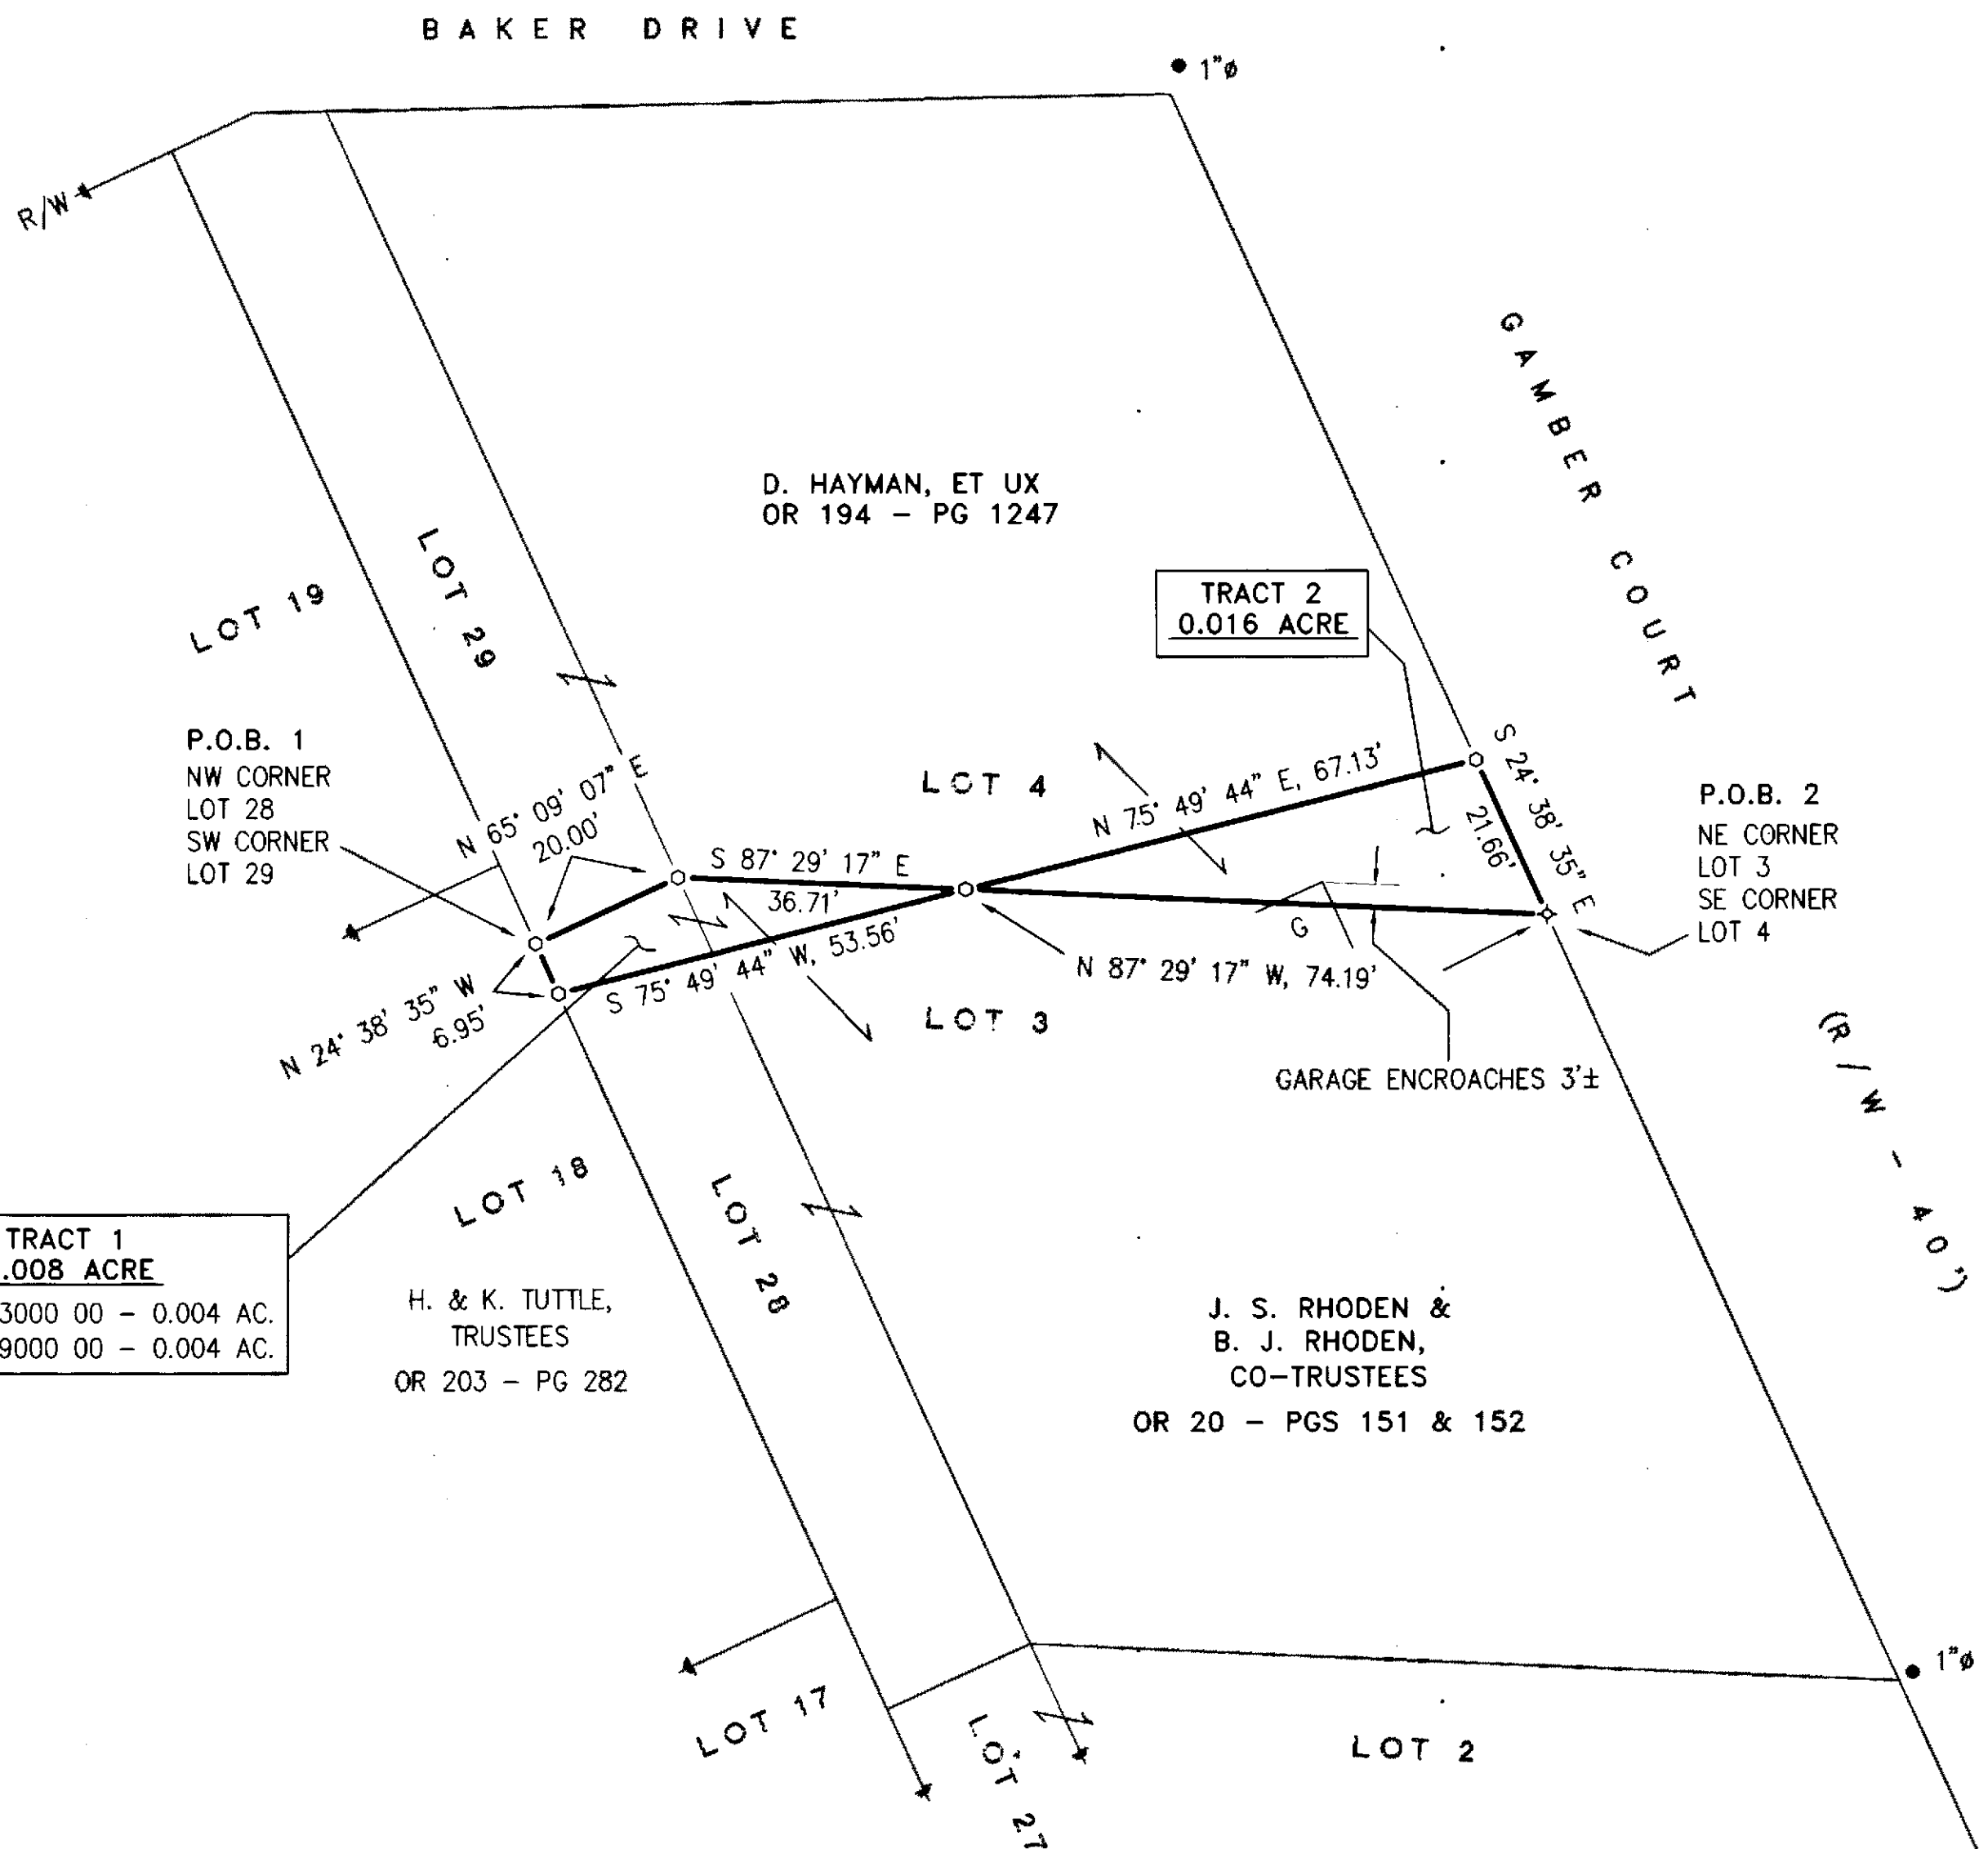 BAKER DRIVE
1"ø
R/W
GAMBER COURT
(R/W - 40')
D. HAYMAN, ET UX
OR 194 - PG 1247
LOT 19
LOT 29
TRACT 2
0.016 ACRE
P.O.B. 1
NW CORNER
LOT 28
SW CORNER
LOT 29
N 65° 09' 07" E
20.00'
LOT 4
N 75° 49' 44" E, 67.13'
S 24° 38' 35" E
21.66'
P.O.B. 2
NE CORNER
LOT 3
SE CORNER
LOT 4
S 87° 29' 17" E
36.71'
G
N 87° 29' 17" W, 74.19'
S 75° 49' 44" W, 53.56'
N 24° 38' 35" W
6.95'
LOT 3
GARAGE ENCROACHES 3'±
LOT 18
LOT 28
TRACT 1
.008 ACRE
3000 00 - 0.004 AC.
9000 00 - 0.004 AC.
H. & K. TUTTLE,
TRUSTEES
OR 203 - PG 282
J. S. RHODEN &
B. J. RHODEN,
CO-TRUSTEES
OR 20 - PGS 151 & 152
1"ø
LOT 17
LOT 27
LOT 2